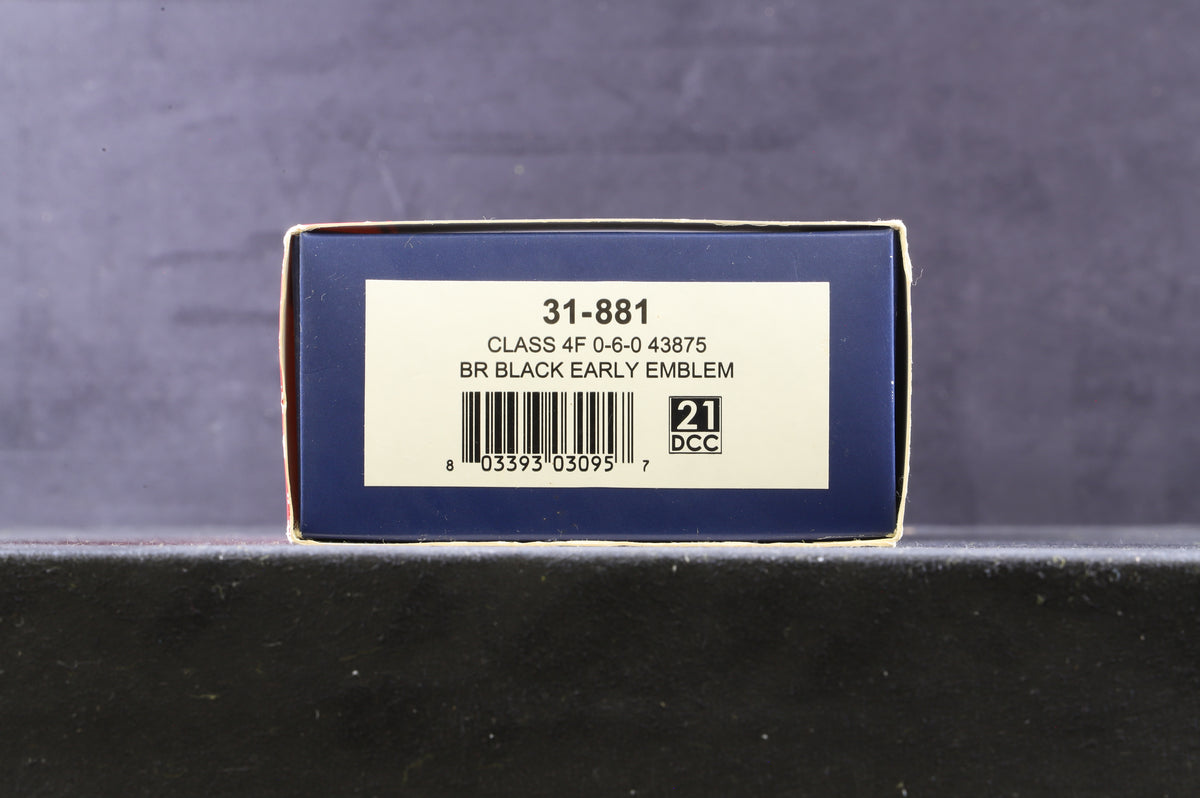 31-881
CLASS 4F 0-6-0 43875
BR BLACK EARLY EMBLEM
21
DCC
8 03393 03095 7